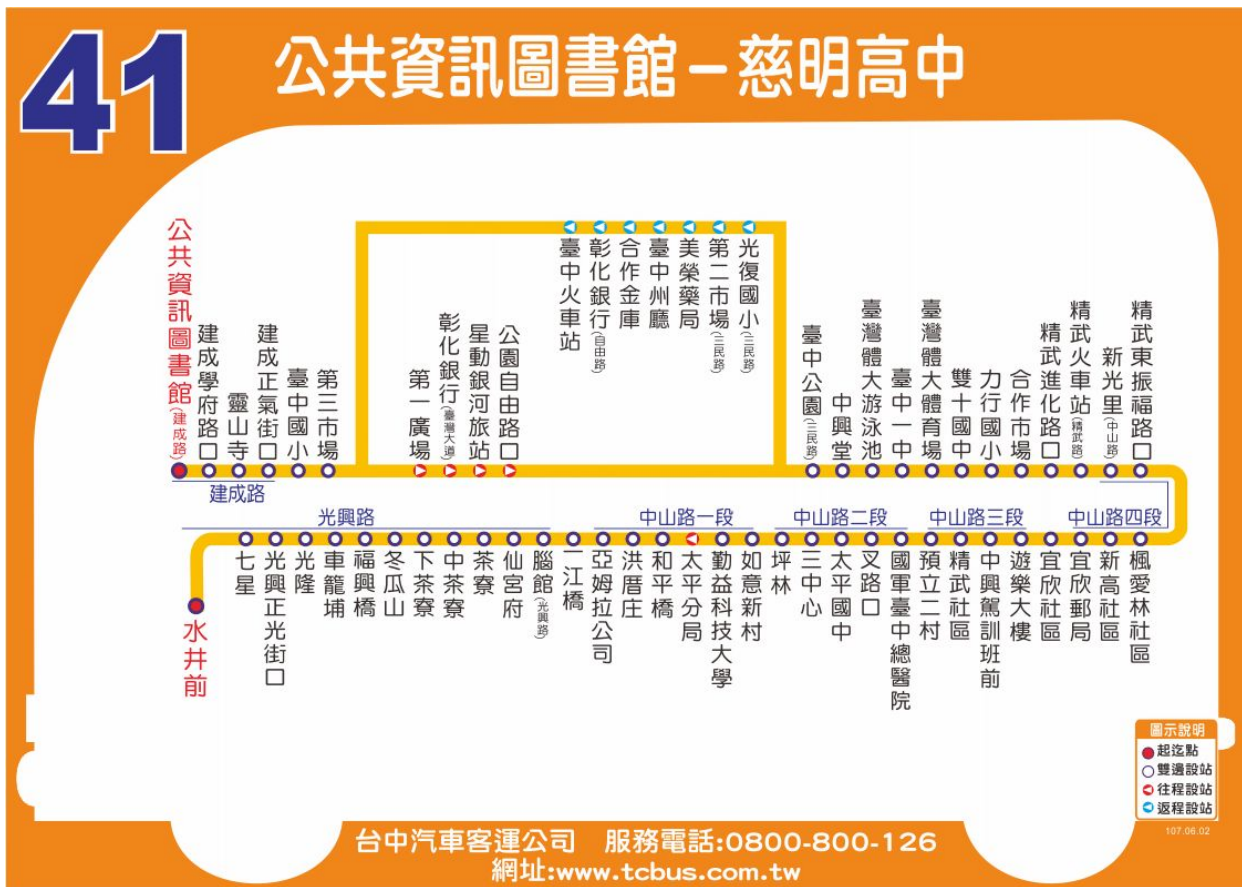 41
公共資訊圖書館－慈明高中
公共資訊圖書館(建成路)
建成學府路口
靈山寺
建成正氣街口
臺中國小
第三市場
第一廣場
彰化銀行(臺灣大道)
星動銀河旅站
公園自由路口
臺中火車站
彰化銀行(自由路)
合作金庫
臺中州廳
美榮藥局
第二市場(三民路)
光復國小(三民路)
臺中公園(三民路)
中興堂
臺灣體大游泳池
臺中一中
臺灣體大體育場
雙十國中
力行國小
合作市場
精武進化路口
精武火車站(精武路)
新光里(中山路)
精武東振福路口
建成路
光興路
中山路一段
中山路二段
中山路三段
中山路四段
水井前
七星
光興正光街口
光隆
車籠埔
福興橋
冬瓜山
下茶寮
中茶寮
茶寮
仙宮府
腦館(光興路)
一江橋
亞姆拉公司
洪厝庄
和平橋
太平分局
勤益科技大學
如意新村
坪林
三中心
太平國中
叉路口
國軍臺中總醫院
預立二村
精武社區
中興駕訓班前
遊樂大樓
宜欣社區
宜欣郵局
新高社區
楓愛林社區
圖示說明
起迄點
雙邊設站
往程設站
返程設站
107.06.02
台中汽車客運公司 服務電話:0800-800-126
網址:www.tcbus.com.tw